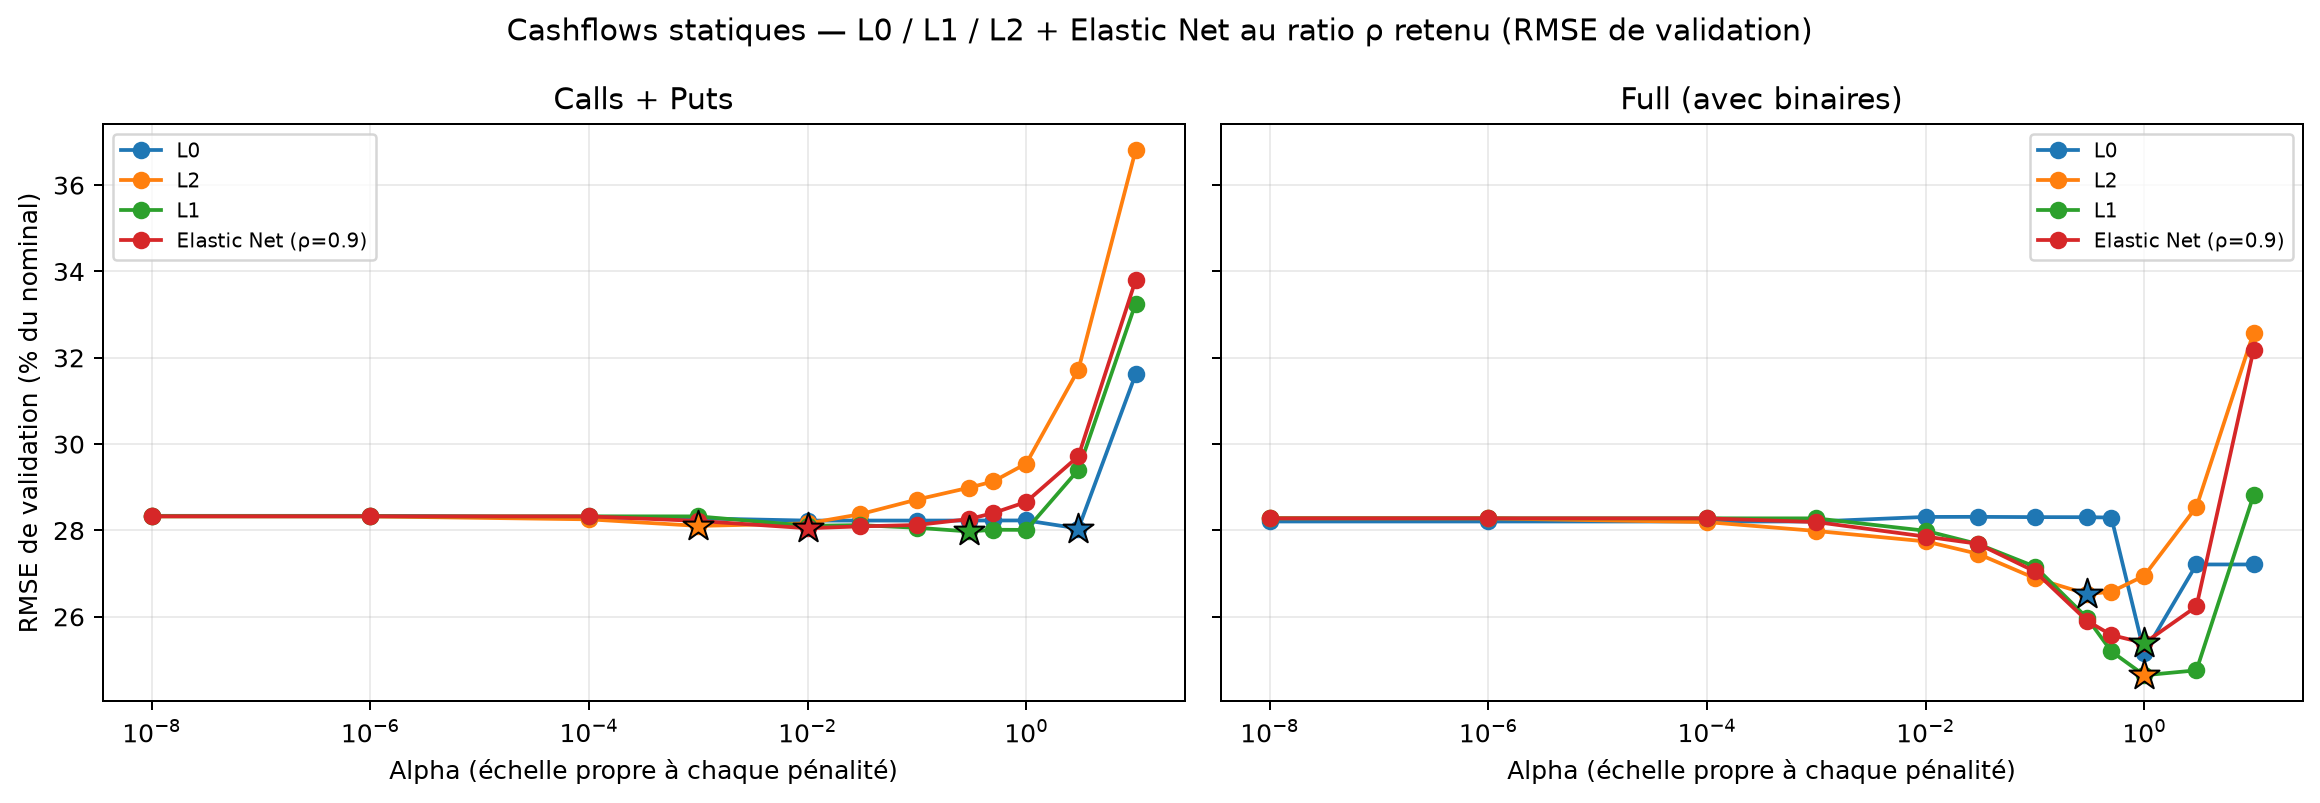 Cashflows statiques — L0 / L1 / L2 + Elastic Net au ratio ρ retenu (RMSE de validation)
Calls + Puts
L0
L2
L1
Elastic Net (ρ=0.9)
RMSE de validation (% du nominal)
36
34
32
30
28
26
10⁻⁸
10⁻⁶
10⁻⁴
10⁻²
10⁰
Alpha (échelle propre à chaque pénalité)
Full (avec binaires)
L0
L2
L1
Elastic Net (ρ=0.9)
10⁻⁸
10⁻⁶
10⁻⁴
10⁻²
10⁰
Alpha (échelle propre à chaque pénalité)